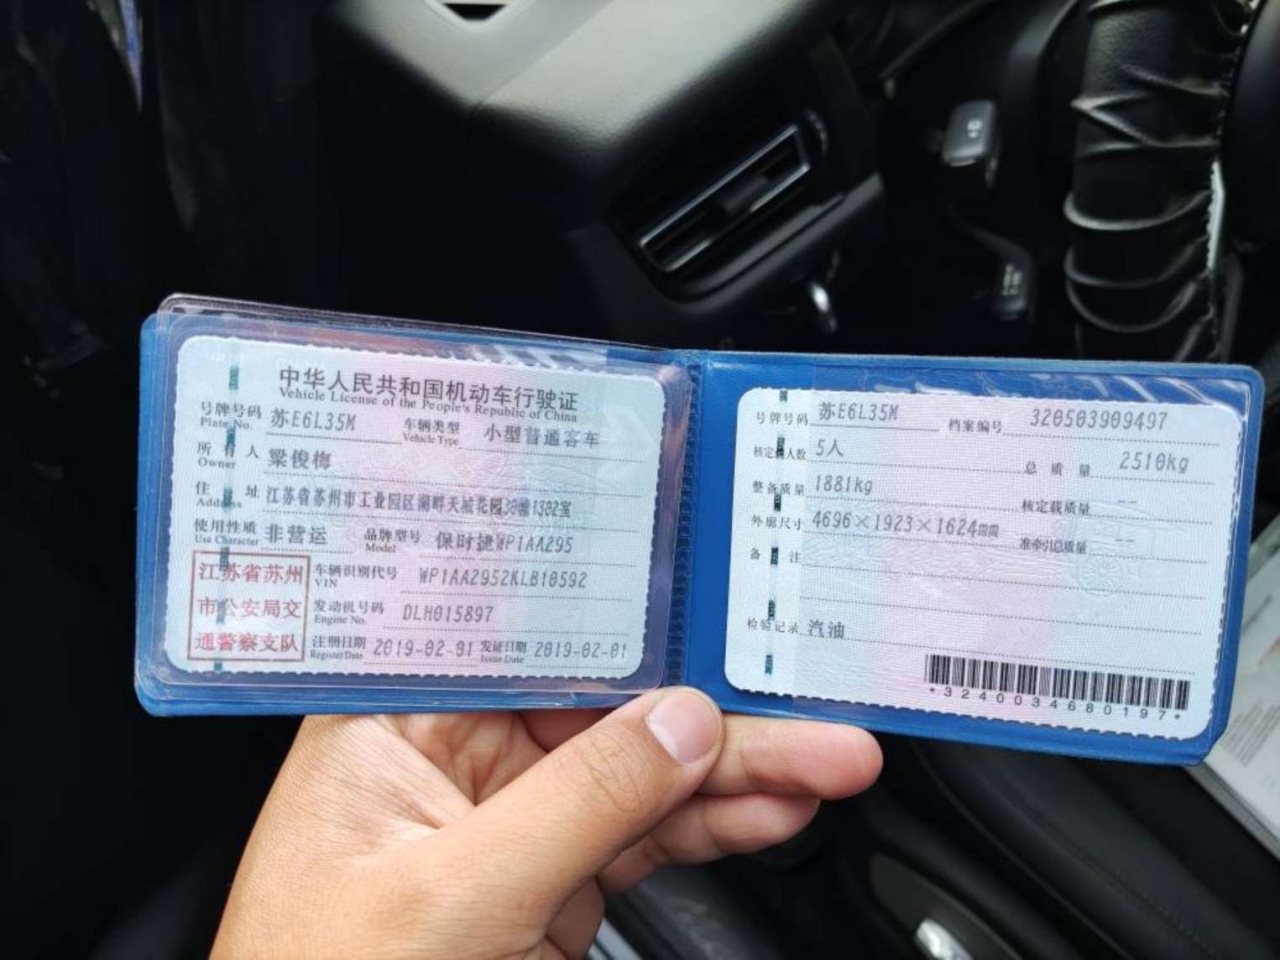 中华人民共和国机动车行驶证
Vehicle License of the People's Republic of China
号牌号码 苏E6L35M 车辆类型 小型普通客车
Plate No. Vehicle Type
所有人 梁俊梅
Owner
住址 江苏省苏州市工业园区湖畔天城花园
Address
使用性质 非营运 品牌型号 保时捷WP1AA295
Use Character Model
江苏省苏州
市公安局交
通警察支队
车辆识别代号 WP1AA2952KLB10592
VIN
发动机号码 DLH015897
Engine No.
注册日期 2019-02-01 发证日期 2019-02-01
Register Date Issue Date
号牌号码 苏E6L35M 档案编号 320503909497
核定载人数 5人 总质量 2510kg
整备质量 1881kg 核定载质量 --
外廓尺寸 4696×1923×1624mm 准牵引总质量 --
备注
检验记录 汽油
*3240034680197*